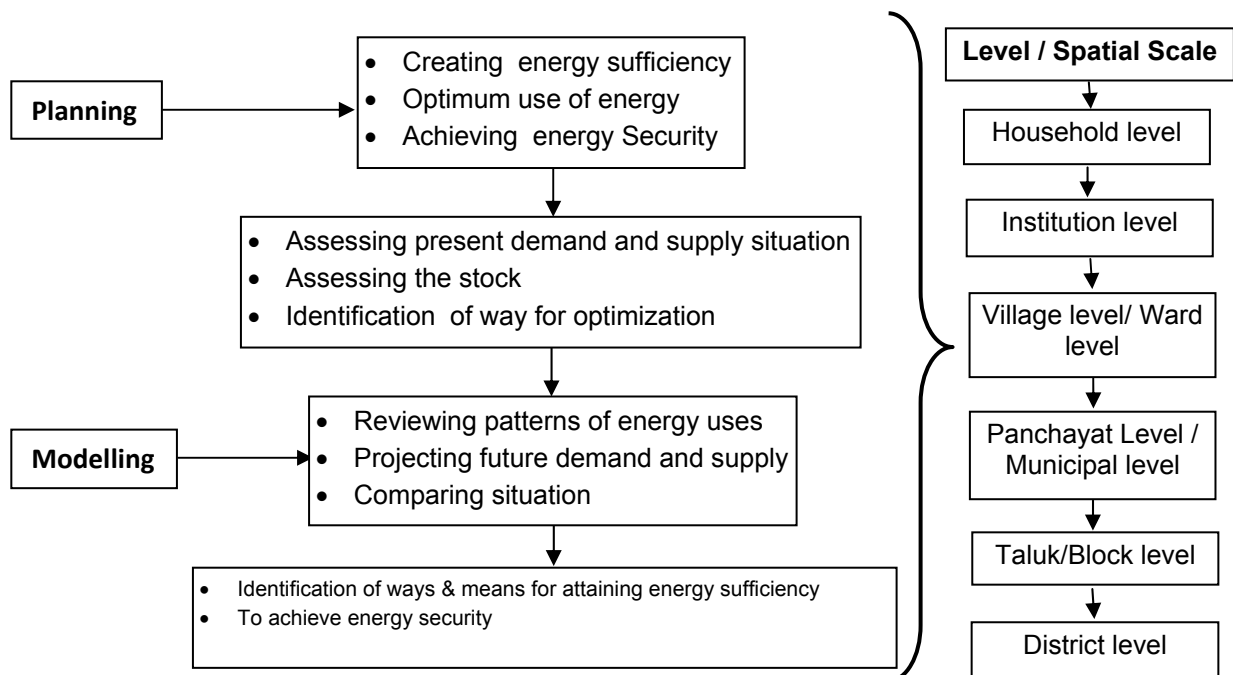 Planning
• Creating energy sufficiency
• Optimum use of energy
• Achieving energy Security
• Assessing present demand and supply situation
• Assessing the stock
• Identification of way for optimization
Modelling
• Reviewing patterns of energy uses
• Projecting future demand and supply
• Comparing situation
• Identification of ways & means for attaining energy sufficiency
• To achieve energy security
Level / Spatial Scale
Household level
Institution level
Village level/ Ward
level
Panchayat Level /
Municipal level
Taluk/Block level
District level